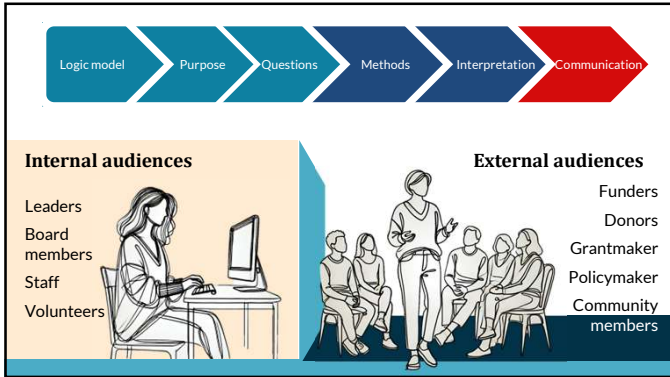 Logic model
Purpose
Questions
Methods
Interpretation
Communication
Internal audiences
Leaders
Board
members
Staff
Volunteers
External audiences
Funders
Donors
Grantmaker
Policymaker
Community
members